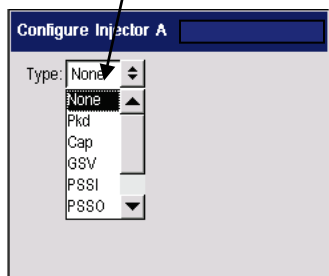 Configure Injector A
Type: None
None
Pkd
Cap
GSV
PSSI
PSSO